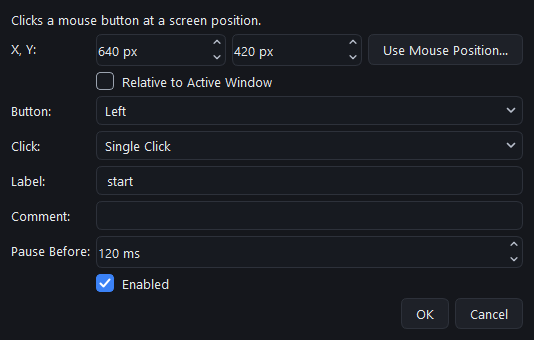 Clicks a mouse button at a screen position.
X, Y: 640 px 420 px Use Mouse Position...
Relative to Active Window
Button: Left
Click: Single Click
Label: start
Comment:
Pause Before: 120 ms
Enabled
OK Cancel